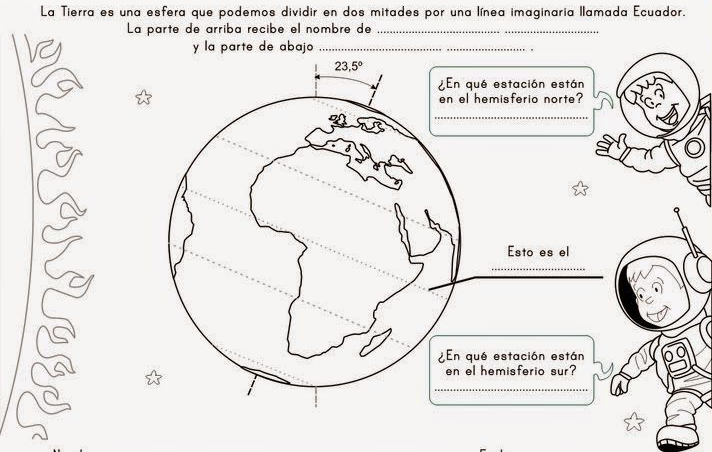 La Tierra es una esfera que podemos dividir en dos mitades por una línea imaginaria llamada Ecuador.
La parte de arriba recibe el nombre de ................................ .........................
y la parte de abajo ................................ ..................... .
23,5º
¿En qué estación están
en el hemisferio norte?
........................................
Esto es el
.........................
¿En qué estación están
en el hemisferio sur?
........................................